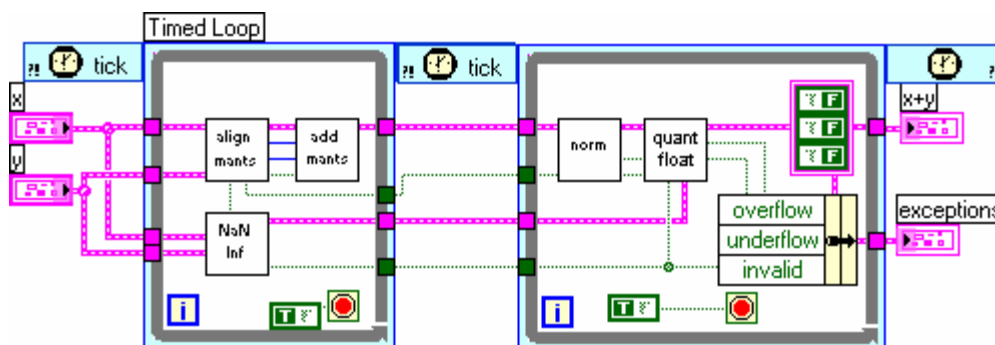 Timed Loop
?! tick
?! tick
?!
x
y
x+y
align
mants
add
mants
norm
quant
float
F
F
F
NaN
Inf
overflow
underflow
invalid
exceptions
i
T
i
T